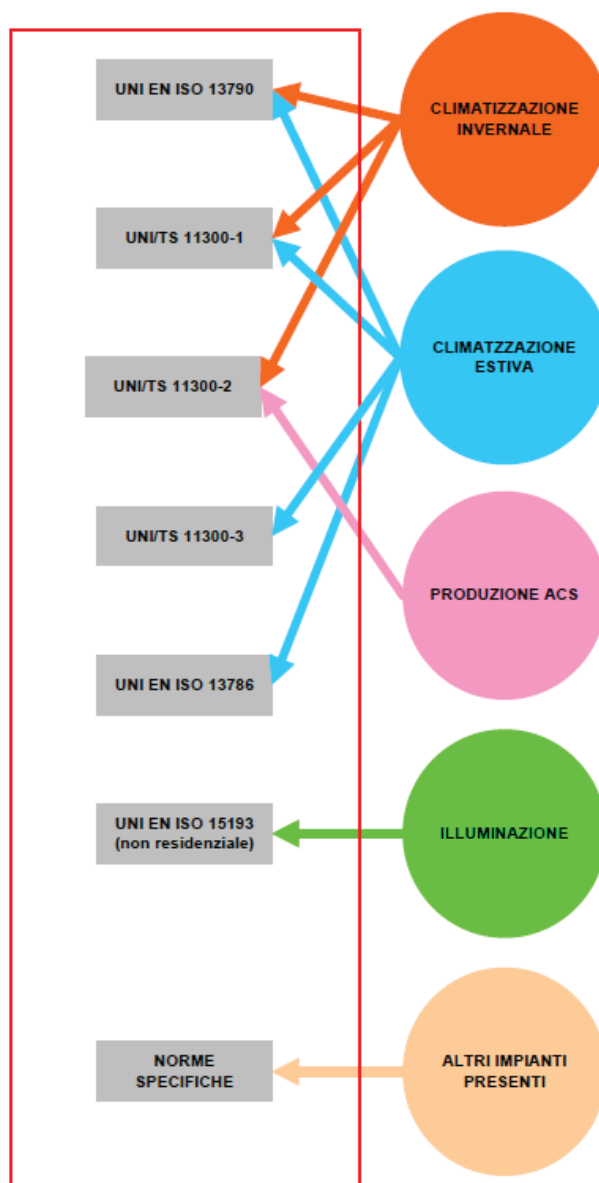 UNI EN ISO 13790
CLIMATIZZAZIONE
INVERNALE
UNI/TS 11300-1
CLIMATZZAZIONE
ESTIVA
UNI/TS 11300-2
UNI/TS 11300-3
PRODUZIONE ACS
UNI EN ISO 13786
UNI EN ISO 15193
(non residenziale)
ILLUMINAZIONE
NORME
SPECIFICHE
ALTRI IMPIANTI
PRESENTI